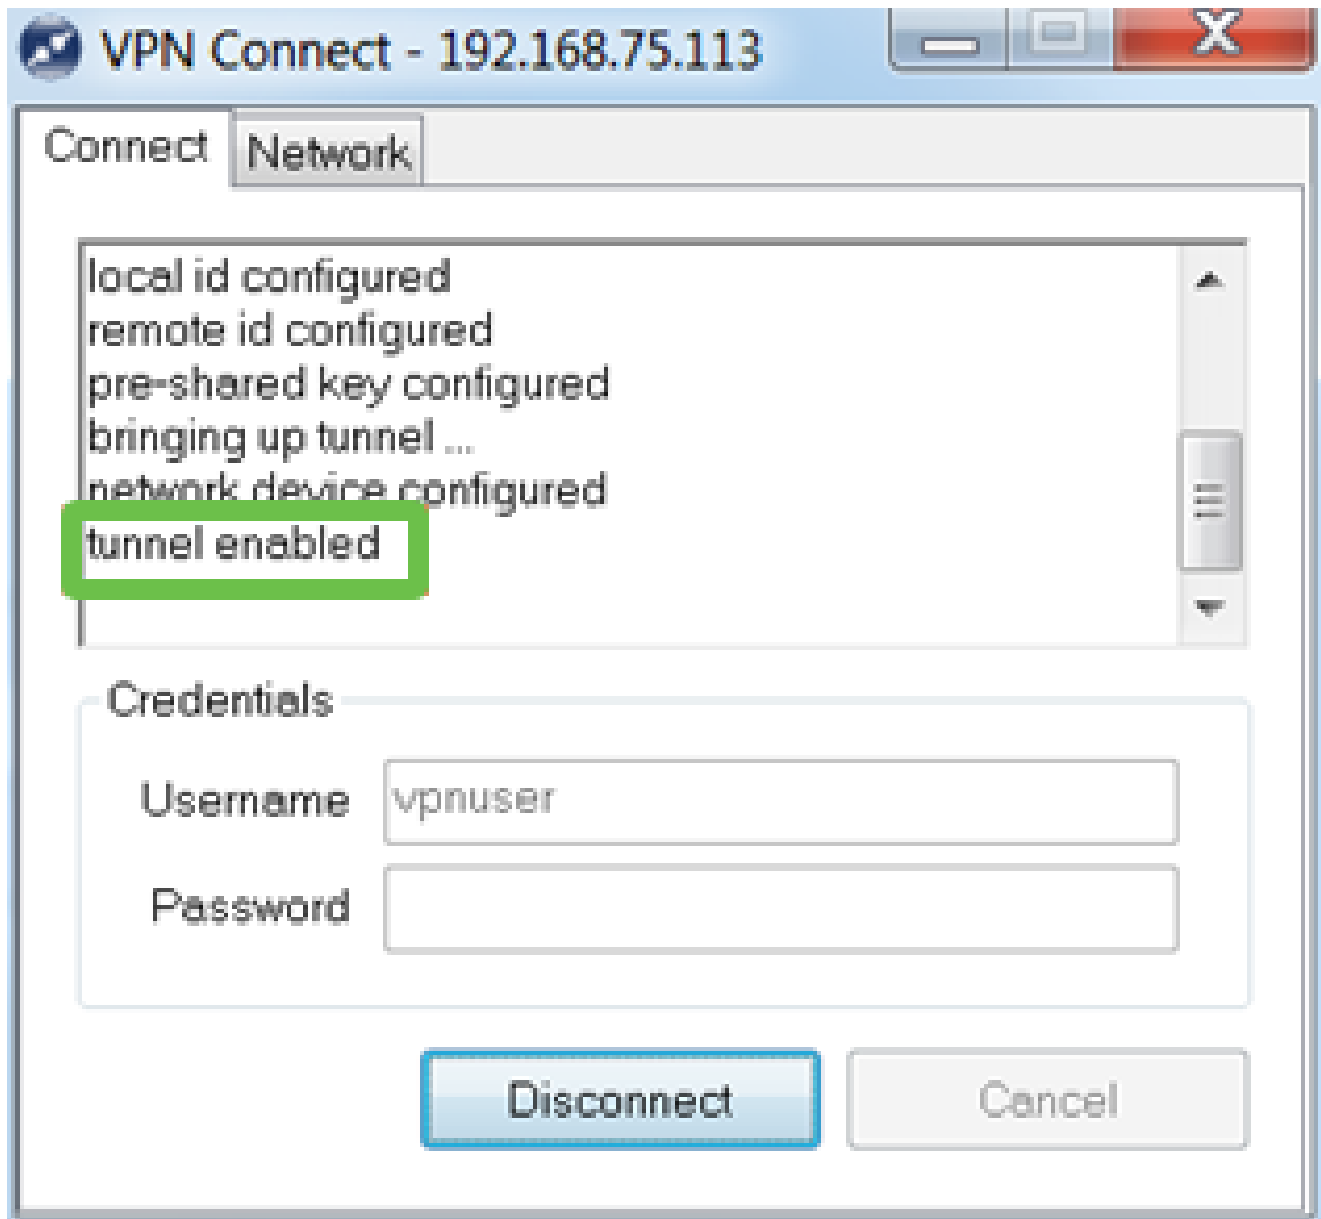 VPN Connect - 192.168.75.113
Connect
Network
local id configured
remote id configured
pre-shared key configured
bringing up tunnel ...
network device configured
tunnel enabled
Credentials
Username
vpnuser
Password
Disconnect
Cancel